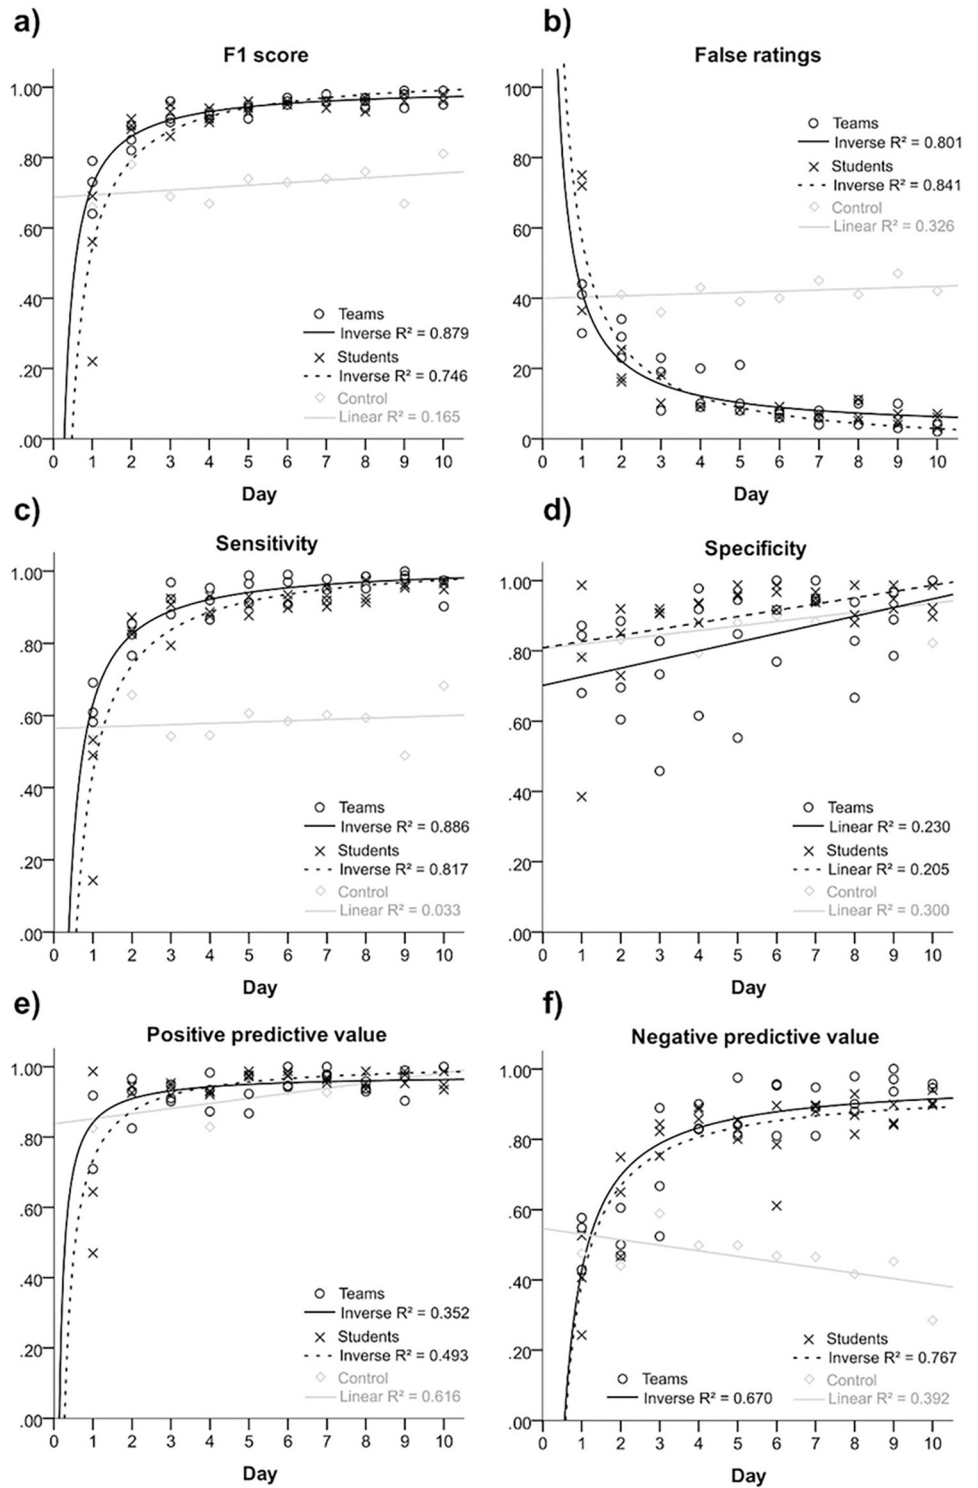 a)
F1 score
1.00
.80
.60
.40
.20
.00
0 1 2 3 4 5 6 7 8 9 10
Day
Teams
Inverse R² = 0.879
Students
Inverse R² = 0.746
Control
Linear R² = 0.165
b)
False ratings
100
80
60
40
20
0
0 1 2 3 4 5 6 7 8 9 10
Day
Teams
Inverse R² = 0.801
Students
Inverse R² = 0.841
Control
Linear R² = 0.326
c)
Sensitivity
1.00
.80
.60
.40
.20
.00
0 1 2 3 4 5 6 7 8 9 10
Day
Teams
Inverse R² = 0.886
Students
Inverse R² = 0.817
Control
Linear R² = 0.033
d)
Specificity
1.00
.80
.60
.40
.20
.00
0 1 2 3 4 5 6 7 8 9 10
Day
Teams
Linear R² = 0.230
Students
Linear R² = 0.205
Control
Linear R² = 0.300
e)
Positive predictive value
1.00
.80
.60
.40
.20
.00
0 1 2 3 4 5 6 7 8 9 10
Day
Teams
Inverse R² = 0.352
Students
Inverse R² = 0.493
Control
Linear R² = 0.616
f)
Negative predictive value
1.00
.80
.60
.40
.20
.00
0 1 2 3 4 5 6 7 8 9 10
Day
Teams
Inverse R² = 0.670
Students
Inverse R² = 0.767
Control
Linear R² = 0.392